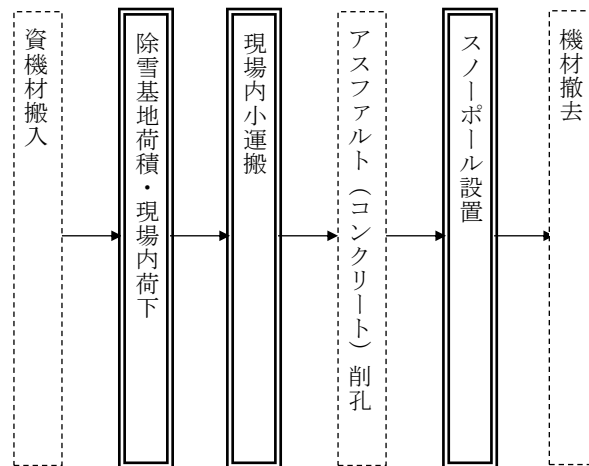 資機材搬入
除雪基地荷積・現場内荷下
現場内小運搬
アスファルト（コンクリート）削孔
スノーポール設置
機材撤去